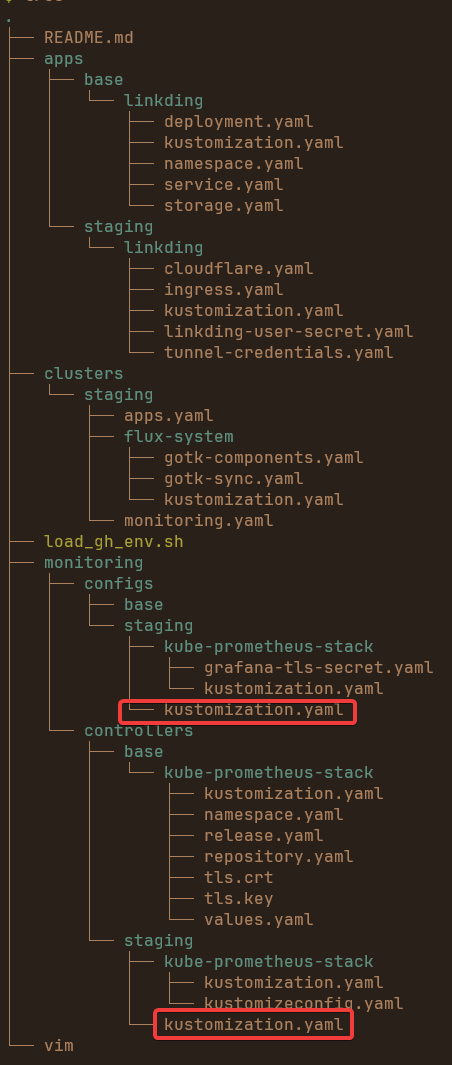 .
README.md
apps
base
linkding
deployment.yaml
kustomization.yaml
namespace.yaml
service.yaml
storage.yaml
staging
linkding
cloudflare.yaml
ingress.yaml
kustomization.yaml
linkding-user-secret.yaml
tunnel-credentials.yaml
clusters
staging
apps.yaml
flux-system
gotk-components.yaml
gotk-sync.yaml
kustomization.yaml
monitoring.yaml
load_gh_env.sh
monitoring
configs
base
staging
kube-prometheus-stack
grafana-tls-secret.yaml
kustomization.yaml
kustomization.yaml
controllers
base
kube-prometheus-stack
kustomization.yaml
namespace.yaml
release.yaml
repository.yaml
tls.crt
tls.key
values.yaml
staging
kube-prometheus-stack
kustomization.yaml
kustomizeconfig.yaml
kustomization.yaml
vim